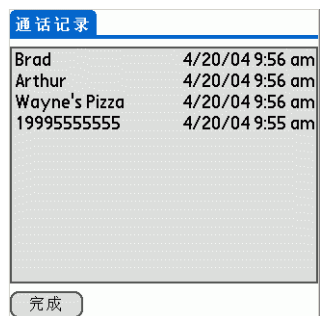 通话记录
Brad 4/20/04 9:56 am
Arthur 4/20/04 9:56 am
Wayne's Pizza 4/20/04 9:56 am
19995555555 4/20/04 9:55 am
完成